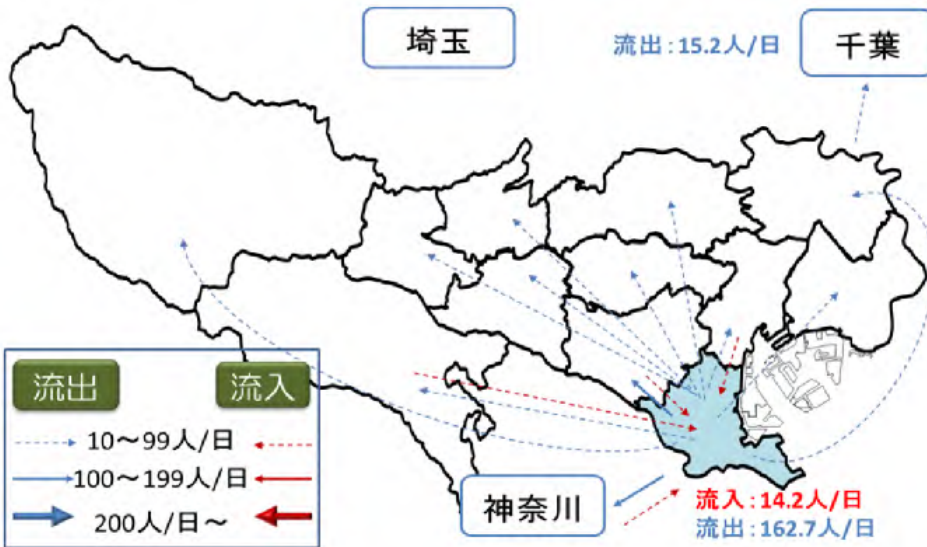 埼玉
流出:15.2人/日
千葉
流出
流入
10~99人/日
100~199人/日
200人/日~
神奈川
流入:14.2人/日
流出:162.7人/日